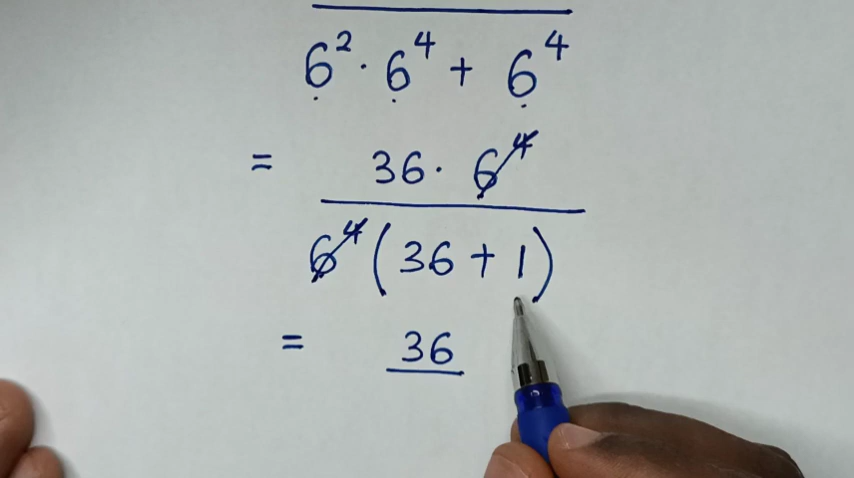 6² · 6⁴ + 6⁴
= 36 · 6⁴
6⁴ (36 + 1)
= 36